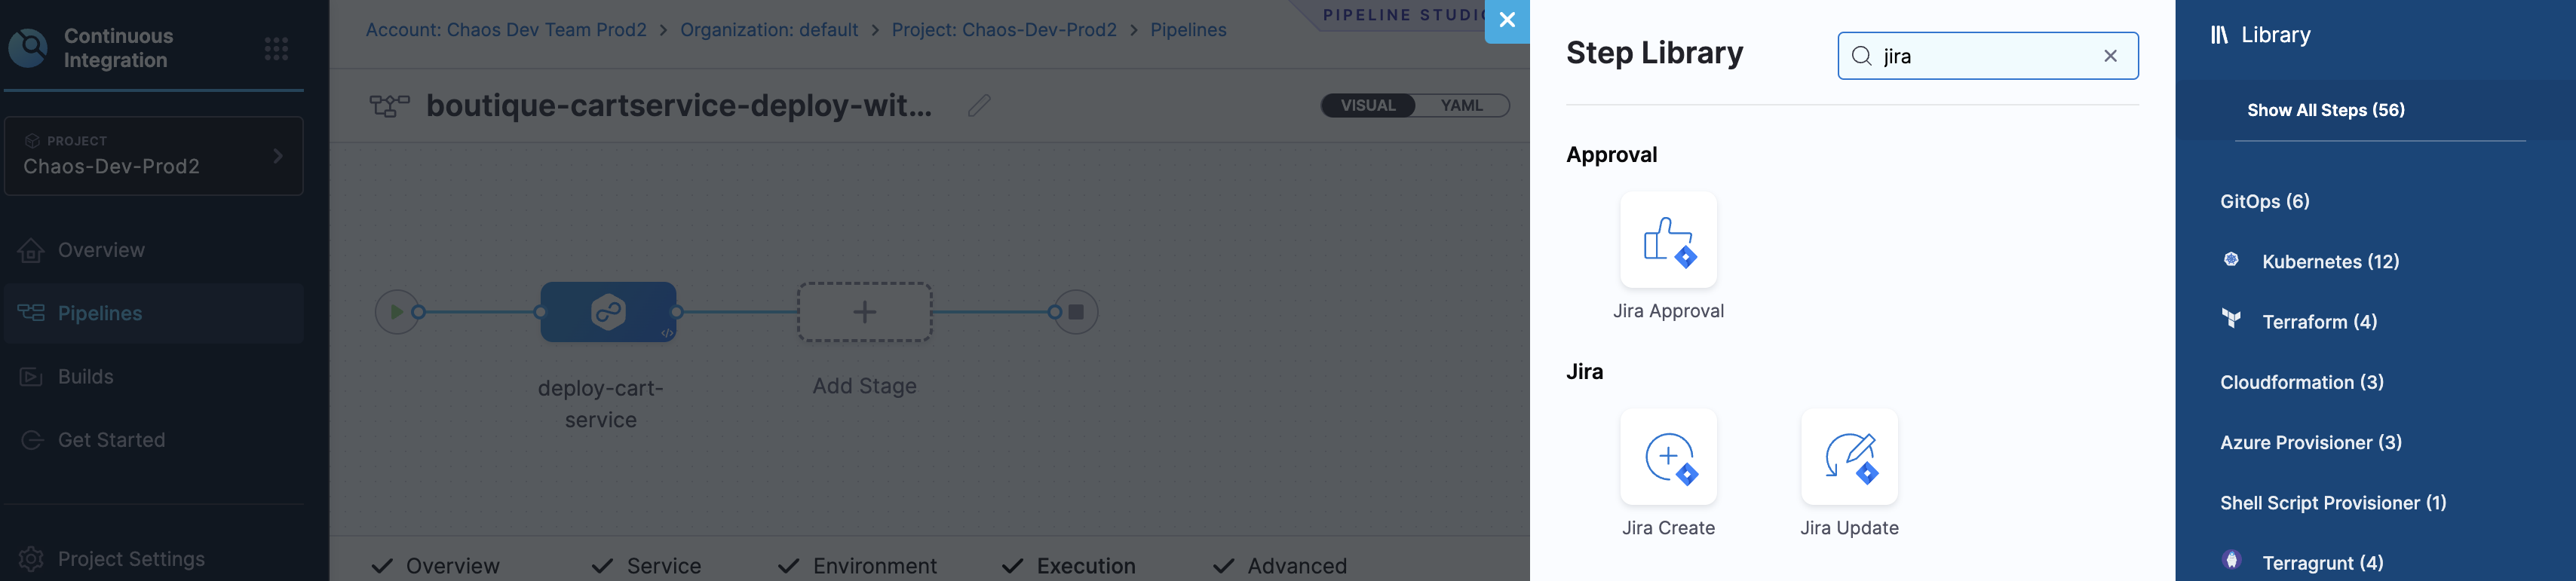 Continuous
Integration
PROJECT
Chaos-Dev-Prod2
Overview
Pipelines
Builds
Get Started
Project Settings
Account: Chaos Dev Team Prod2 > Organization: default > Project: Chaos-Dev-Prod2 > Pipelines
PIPELINE STUDIO
boutique-cartservice-deploy-wit...
VISUAL YAML
deploy-cart-
service
Add Stage
Overview Service Environment Execution Advanced
Step Library
jira
Approval
Jira Approval
Jira
Jira Create Jira Update
Library
Show All Steps (56)
GitOps (6)
Kubernetes (12)
Terraform (4)
Cloudformation (3)
Azure Provisioner (3)
Shell Script Provisioner (1)
Terragrunt (4)